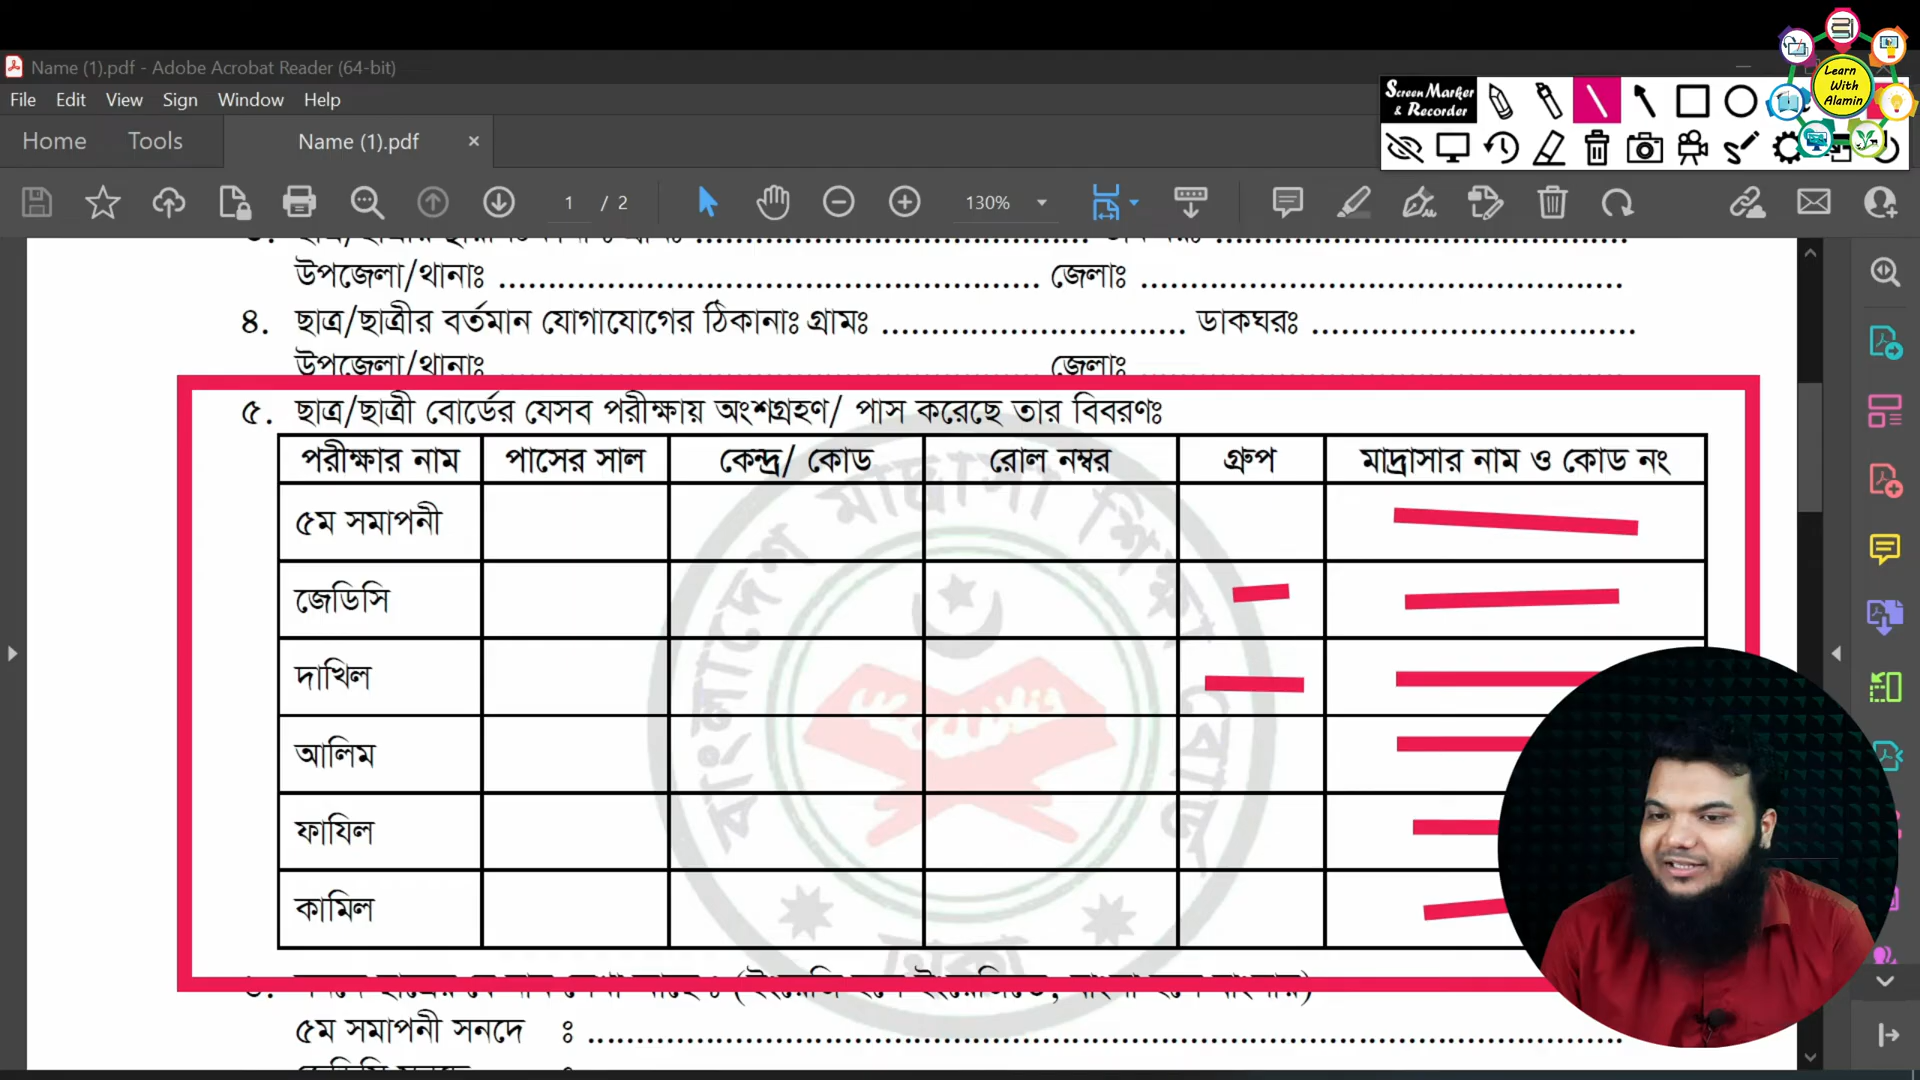 Learn
With
Alamin
Name (1).pdf - Adobe Acrobat Reader (64-bit)
Screen Marker
& Recorder
File Edit View Sign Window Help
Home Tools Name (1).pdf ×
1 / 2 130%
উপজেলা/থানাঃ ........................................ জেলাঃ ........................................
৪. ছাত্র/ছাত্রীর বর্তমান যোগাযোগের ঠিকানাঃ গ্রামঃ ........................ ডাকঘরঃ ........................
উপজেলা/থানাঃ ........................................ জেলাঃ ........................................
৫. ছাত্র/ছাত্রী বোর্ডের যেসব পরীক্ষায় অংশগ্রহণ/ পাস করেছে তার বিবরণঃ
পরীক্ষার নাম পাসের সাল কেন্দ্র/ কোড রোল নম্বর গ্রুপ মাদ্রাসার নাম ও কোড নং
৫ম সমাপনী
জেডিসি
দাখিল
আলিম
ফাযিল
কামিল
বাংলাদেশ মাদ্রাসা শিক্ষা বোর্ড
ঢাকা
৫ম সমাপনী সনদে ঃ ................................................................................